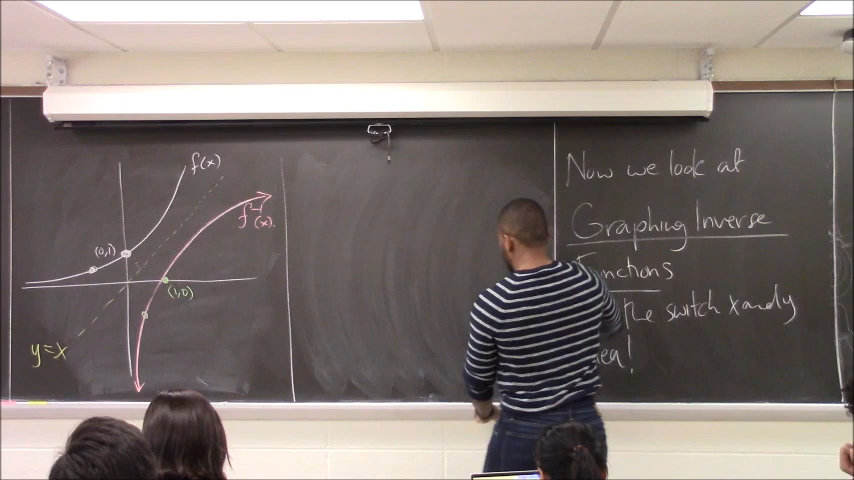 f(x)
(0,1)
f⁻¹(x).
(1,0)
y=x
Now we look at
Graphing Inverse
Functions
the switch x and y